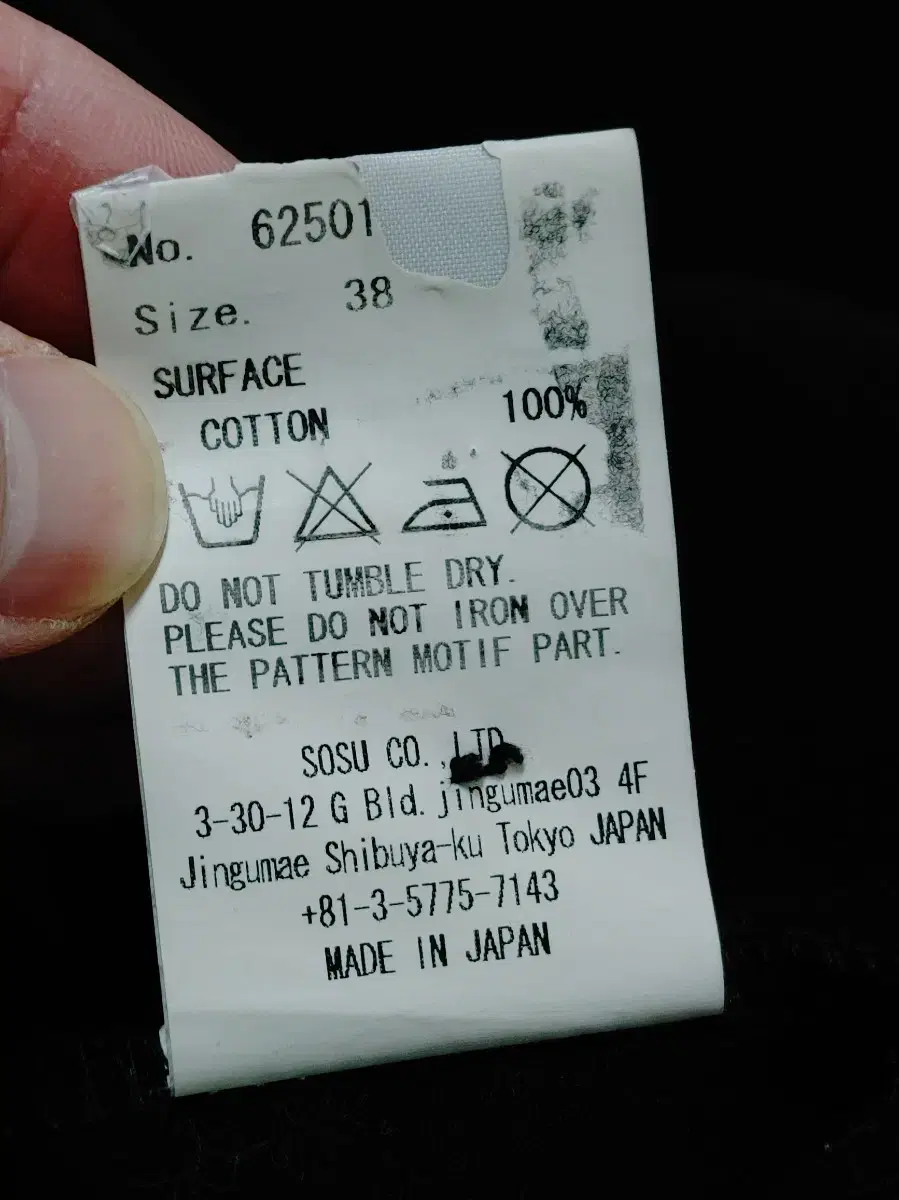 No. 62501
Size. 38
SURFACE
COTTON 100%
DO NOT TUMBLE DRY.
PLEASE DO NOT IRON OVER
THE PATTERN MOTIF PART.
SOSU CO.,LTD
3-30-12 G Bld. jingumae03 4F
Jingumae Shibuya-ku Tokyo JAPAN
+81-3-5775-7143
MADE IN JAPAN